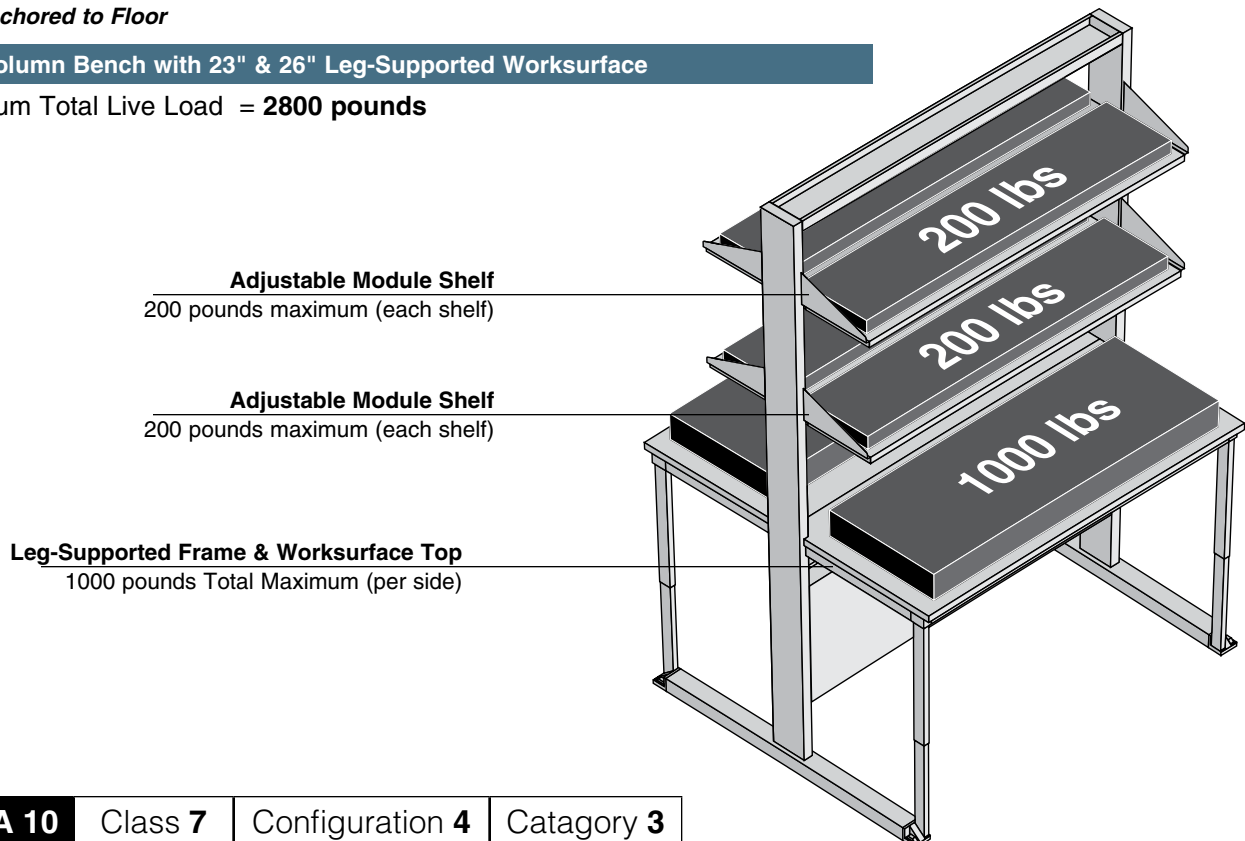 chored to Floor
olumn Bench with 23" & 26" Leg-Supported Worksurface
um Total Live Load = 2800 pounds
200 lbs
Adjustable Module Shelf
200 pounds maximum (each shelf)
200 lbs
Adjustable Module Shelf
200 pounds maximum (each shelf)
1000 lbs
Leg-Supported Frame & Worksurface Top
1000 pounds Total Maximum (per side)
A 10 Class 7 Configuration 4 Catagory 3